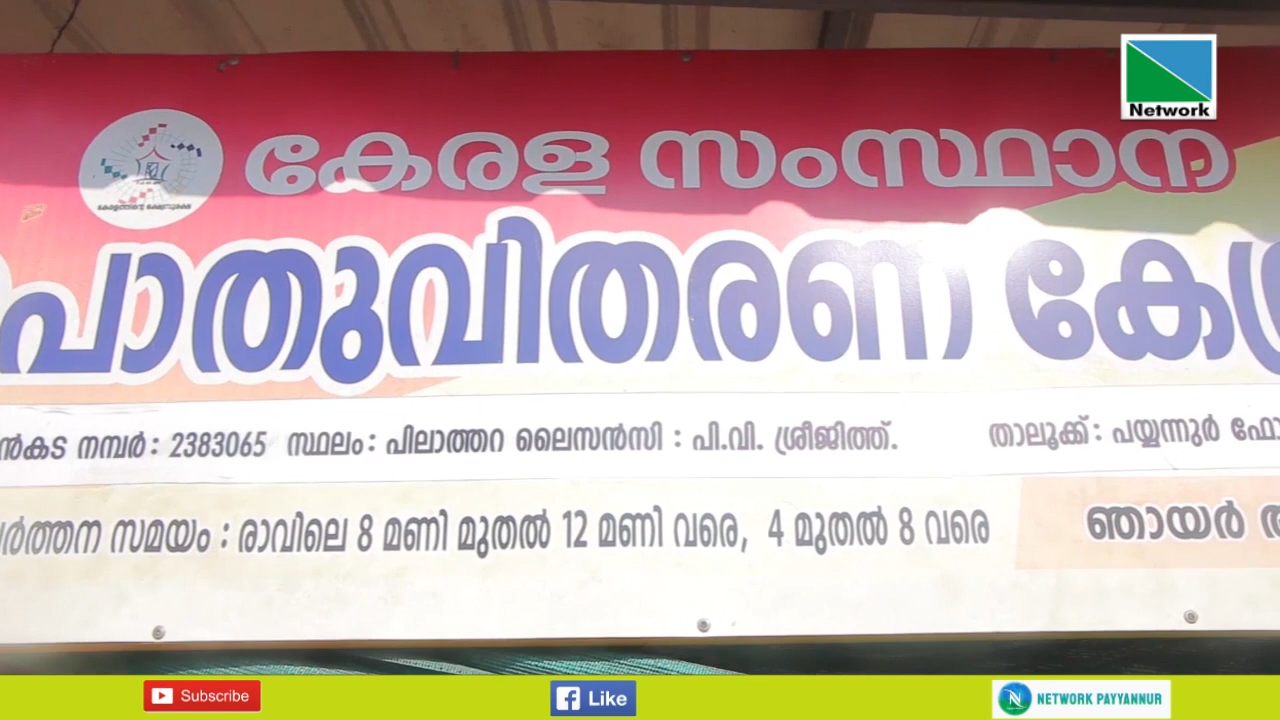 Network
കേരള സംസ്ഥാന
പാതുവിതരണ
നമ്പർ: 2383065 സ്ഥലം: പിലാത്തറ ലൈസൻസി : പി.വി. ശ്രീജിത്ത്. താലൂക്ക്: പയ്യന്നൂർ
സമയം : രാവിലെ 8 മണി മുതൽ 12 മണി വരെ, 4 മുതൽ 8 വരെ ഞായർ
Subscribe
Like
NETWORK PAYYANNUR